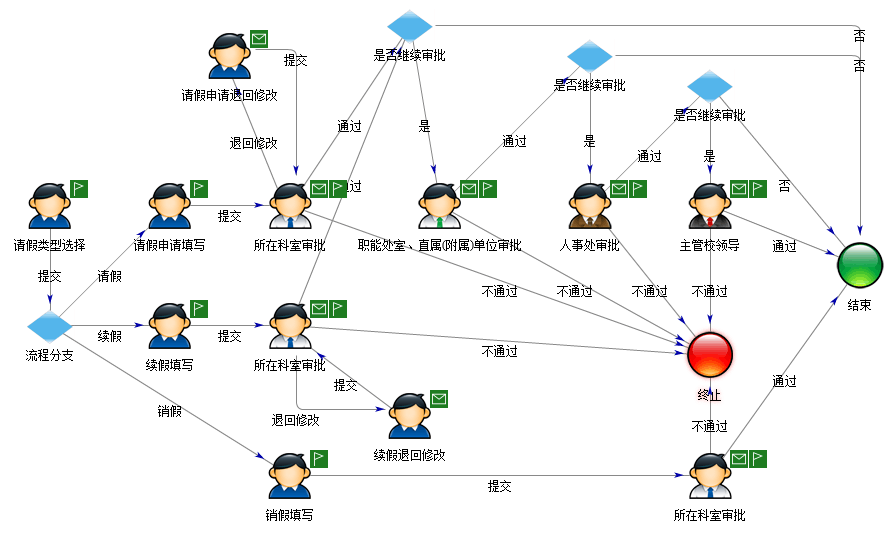 否
是否继续审批
提交
否
是否继续审批
请假申请退回修改
是否继续审批
通过
是
退回修改
通过
是
通过
是
通过
否
提交
请假类型选择
请假申请填写
所在科室审批
职能处室、直属(附属)单位审批
人事处审批
主管校领导
通过
提交
请假
不通过
不通过
不通过
不通过
结束
续假
提交
不通过
流程分支
续假填写
所在科室审批
提交
通过
终止
销假
退回修改
不通过
续假退回修改
提交
销假填写
所在科室审批